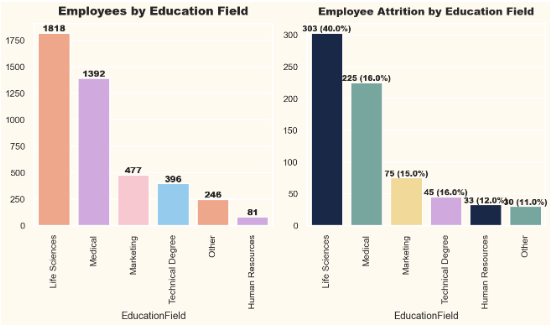 Employees by Education Field
1818
1392
477
396
246
81
1750
1500
1250
1000
750
500
250
0
Life Sciences
Medical
Marketing
Technical Degree
Other
Human Resources
EducationField
Employee Attrition by Education Field
303 (40.0%)
225 (16.0%)
75 (15.0%)
45 (16.0%)
33 (12.0%)
30 (11.0%)
300
250
200
150
100
50
0
Life Sciences
Medical
Marketing
Technical Degree
Human Resources
Other
EducationField